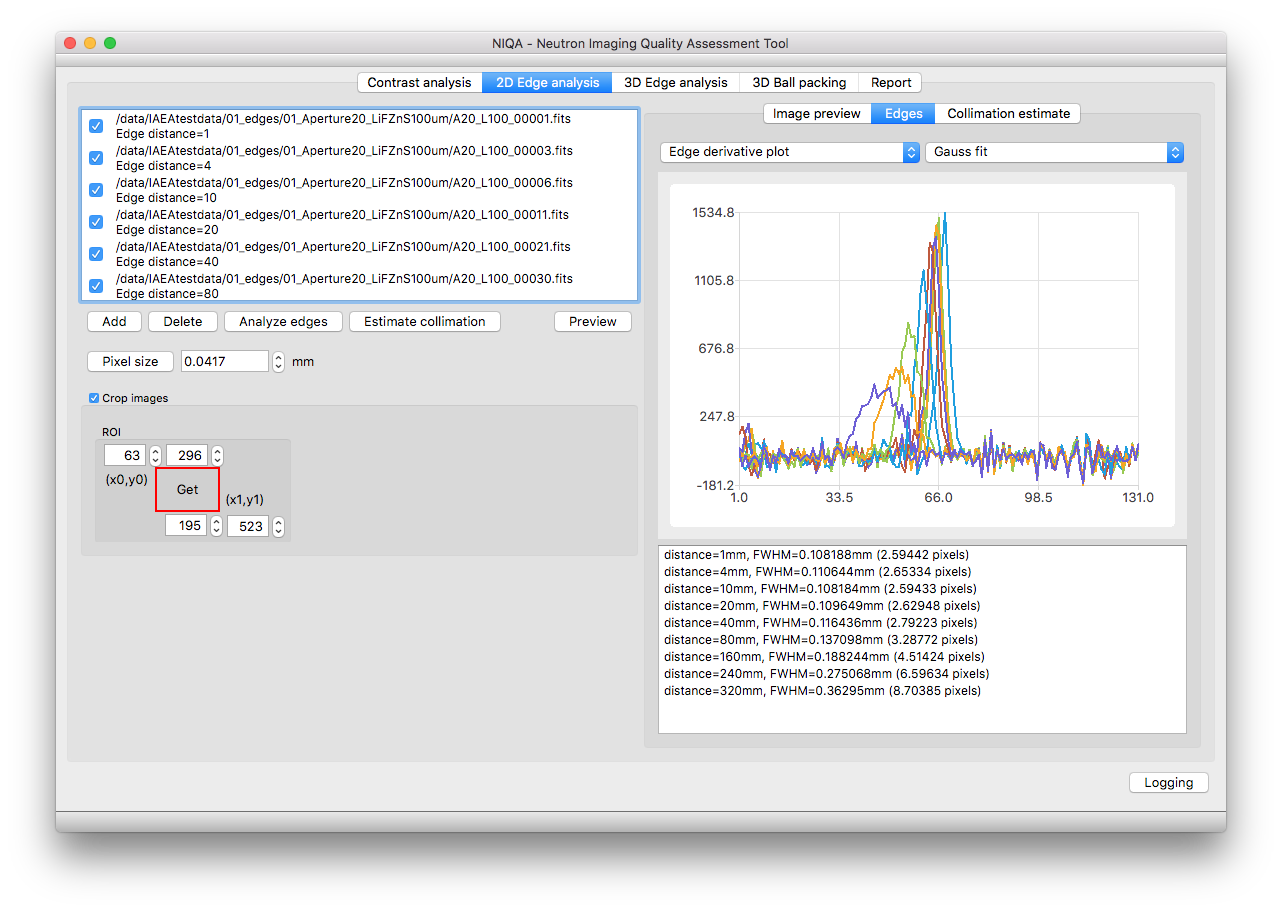 NIQA - Neutron Imaging Quality Assessment Tool
Contrast analysis 2D Edge analysis 3D Edge analysis 3D Ball packing Report
/data/IAEAtestdata/01_edges/01_Aperture20_LiFZnS100um/A20_L100_00001.fits
Edge distance=1
/data/IAEAtestdata/01_edges/01_Aperture20_LiFZnS100um/A20_L100_00003.fits
Edge distance=4
/data/IAEAtestdata/01_edges/01_Aperture20_LiFZnS100um/A20_L100_00006.fits
Edge distance=10
/data/IAEAtestdata/01_edges/01_Aperture20_LiFZnS100um/A20_L100_00011.fits
Edge distance=20
/data/IAEAtestdata/01_edges/01_Aperture20_LiFZnS100um/A20_L100_00021.fits
Edge distance=40
/data/IAEAtestdata/01_edges/01_Aperture20_LiFZnS100um/A20_L100_00030.fits
Edge distance=80
Add Delete Analyze edges Estimate collimation Preview
Pixel size 0.0417 mm
Crop images
ROI
63 296
(x0,y0) Get (x1,y1)
195 523
Image preview Edges Collimation estimate
Edge derivative plot Gauss fit
1534.8
1105.8
676.8
247.8
-181.2
1.0 33.5 66.0 98.5 131.0
distance=1mm, FWHM=0.108188mm (2.59442 pixels)
distance=4mm, FWHM=0.110644mm (2.65334 pixels)
distance=10mm, FWHM=0.108184mm (2.59433 pixels)
distance=20mm, FWHM=0.109649mm (2.62948 pixels)
distance=40mm, FWHM=0.116436mm (2.79223 pixels)
distance=80mm, FWHM=0.137098mm (3.28772 pixels)
distance=160mm, FWHM=0.188244mm (4.51424 pixels)
distance=240mm, FWHM=0.275068mm (6.59634 pixels)
distance=320mm, FWHM=0.36295mm (8.70385 pixels)
Logging